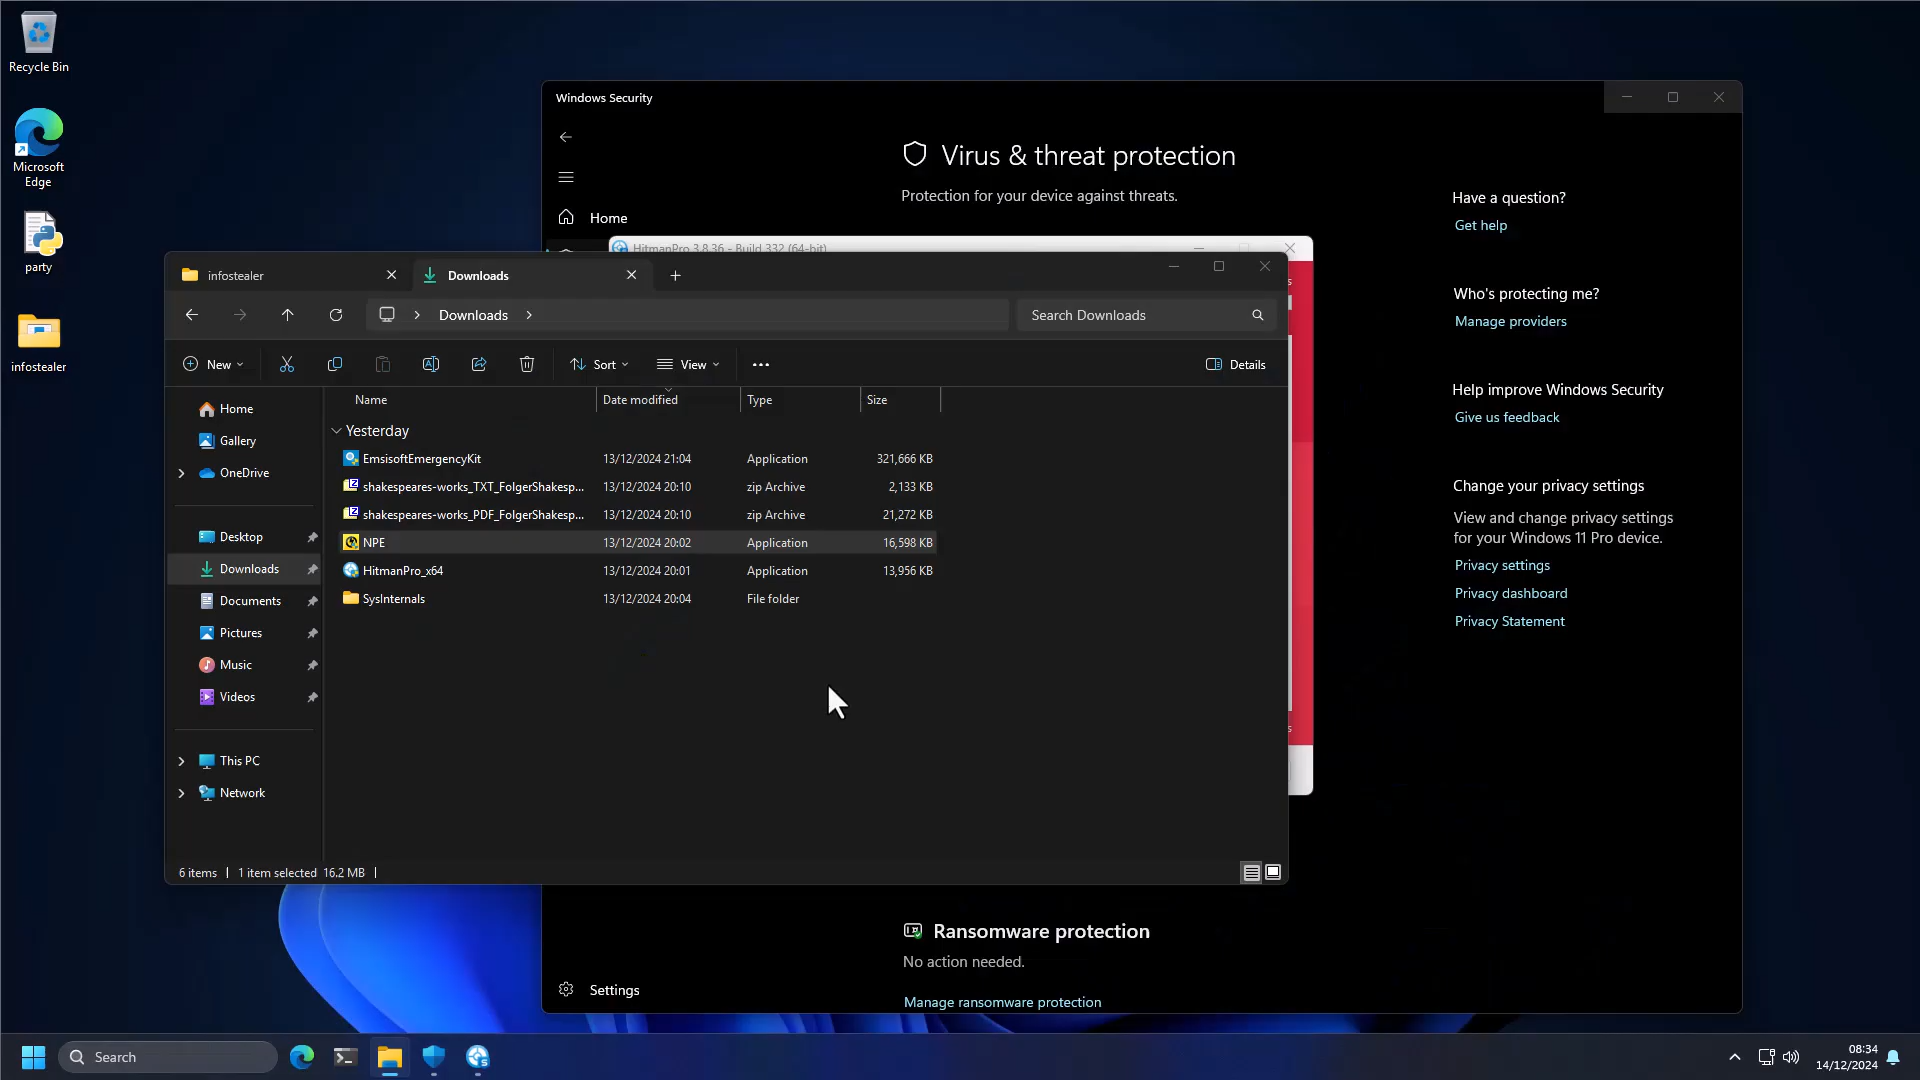 Recycle Bin
Microsoft
Edge
party
infostealer
Windows Security
Virus & threat protection
Protection for your device against threats.
Home
Have a question?
Get help
Who's protecting me?
Manage providers
Help improve Windows Security
Give us feedback
Change your privacy settings
View and change privacy settings
for your Windows 11 Pro device.
Privacy settings
Privacy dashboard
Privacy Statement
HitmanPro 3.8.36 - Build 332 (64-bit)
s
s
infostealer
Downloads
Downloads
Search Downloads
New
Sort
View
Details
Name Date modified Type Size
Yesterday
EmsisoftEmergencyKit 13/12/2024 21:04 Application 321,666 KB
shakespeares-works_TXT_FolgerShakesp... 13/12/2024 20:10 zip Archive 2,133 KB
shakespeares-works_PDF_FolgerShakesp... 13/12/2024 20:10 zip Archive 21,272 KB
NPE 13/12/2024 20:02 Application 16,598 KB
HitmanPro_x64 13/12/2024 20:01 Application 13,956 KB
SysInternals 13/12/2024 20:04 File folder
Home
Gallery
OneDrive
Desktop
Downloads
Documents
Pictures
Music
Videos
This PC
Network
6 items | 1 item selected 16.2 MB |
Ransomware protection
No action needed.
Manage ransomware protection
Settings
Search
08:34
14/12/2024